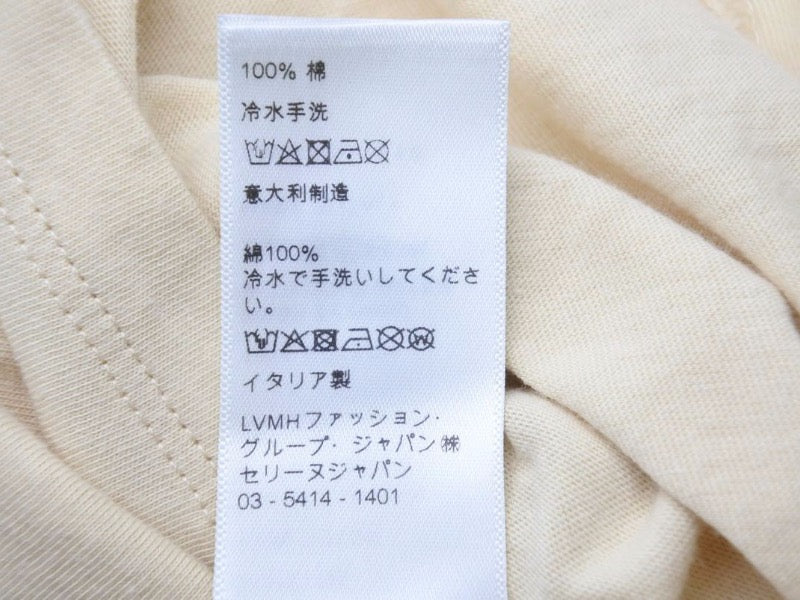 100% 棉
冷水手洗
意大利制造
綿100%
冷水で手洗いしてくださ
い。
W
イタリア製
LVMHファッション·
グループ· ジャパン㈱
セリーヌジャパン
03 - 5414 - 1401